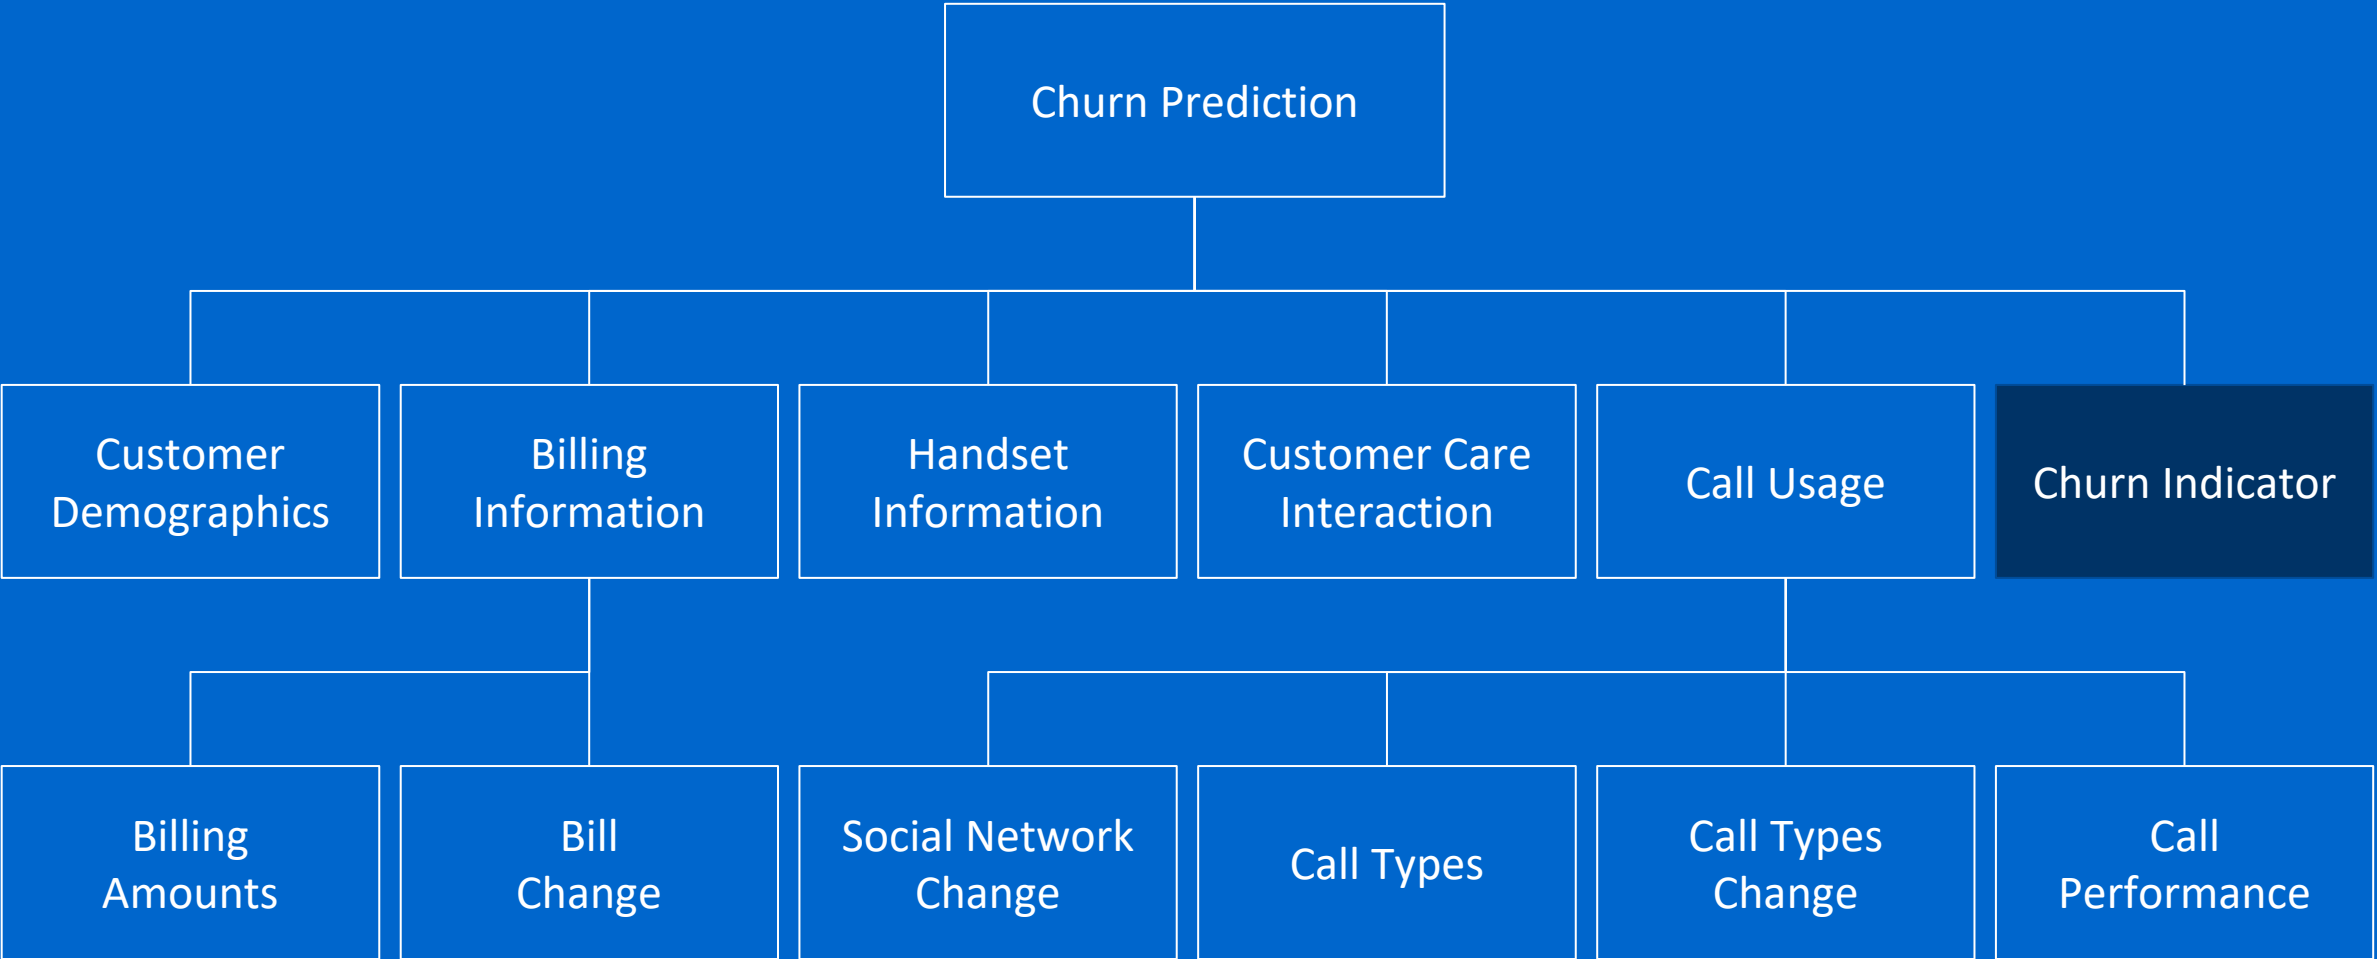 Churn Prediction
Customer
Demographics
Billing
Information
Handset
Information
Customer Care
Interaction
Call Usage
Churn Indicator
Billing
Amounts
Bill
Change
Social Network
Change
Call Types
Call Types
Change
Call
Performance